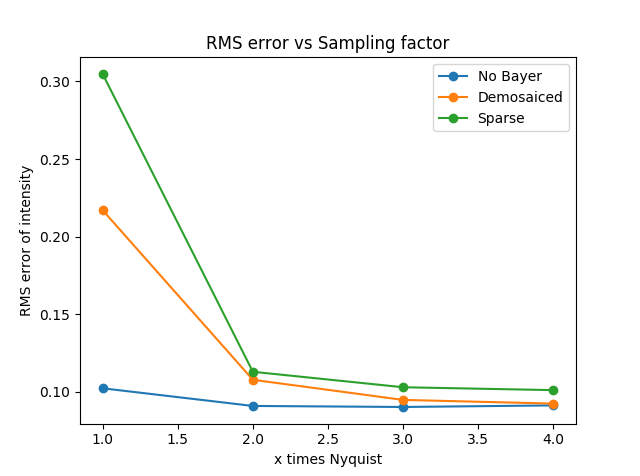 RMS error vs Sampling factor
No Bayer
Demosaiced
Sparse
RMS error of intensity
0.30
0.25
0.20
0.15
0.10
1.0
1.5
2.0
2.5
3.0
3.5
4.0
x times Nyquist